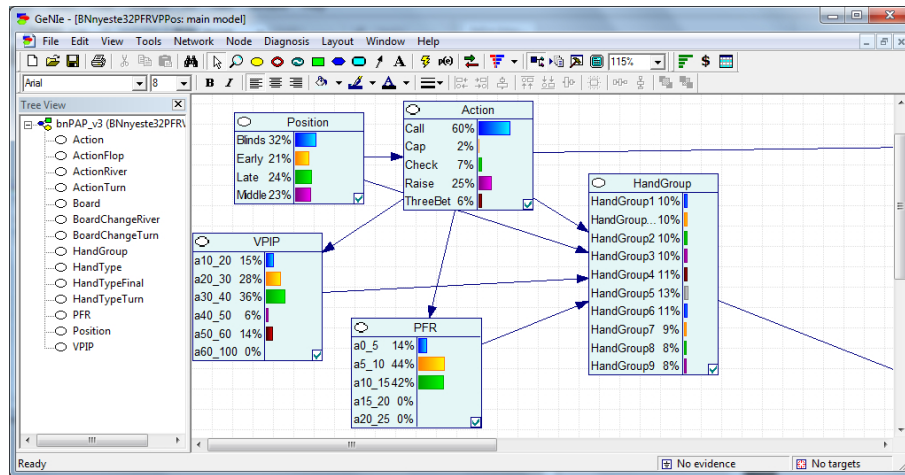 GeNIe - [BNnyeste32PFRVPPos: main model]
File Edit View Tools Network Node Diagnosis Layout Window Help
A p(e) 115% $
Arial 8 B I A
Tree View
bnPAP_v3 (BNnyeste32PFR
Action
ActionFlop
ActionRiver
ActionTurn
Board
BoardChangeRiver
BoardChangeTurn
HandGroup
HandType
HandTypeFinal
HandTypeTurn
PFR
Position
VPIP
Position
Blinds 32%
Early 21%
Late 24%
Middle 23%
Action
Call 60%
Cap 2%
Check 7%
Raise 25%
ThreeBet 6%
HandGroup
HandGroup1 10%
HandGroup... 10%
HandGroup2 10%
HandGroup3 10%
HandGroup4 11%
HandGroup5 13%
HandGroup6 11%
HandGroup7 9%
HandGroup8 8%
HandGroup9 8%
VPIP
a10_20 15%
a20_30 28%
a30_40 36%
a40_50 6%
a50_60 14%
a60_100 0%
PFR
a0_5 14%
a5_10 44%
a10_15 42%
a15_20 0%
a20_25 0%
Ready No evidence No targets